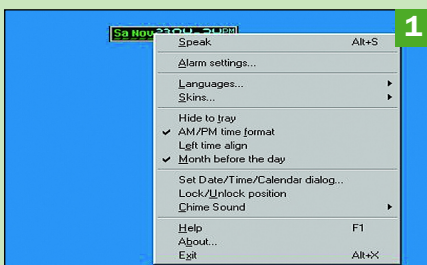 1
Sa Nov
PM
Speak Alt+S
Alarm settings...
Languages...
Skins...
Hide to tray
AM/PM time format
Left time align
Month before the day
Set Date/Time/Calendar dialog...
Lock/Unlock position
Chime Sound
Help F1
About...
Exit Alt+X